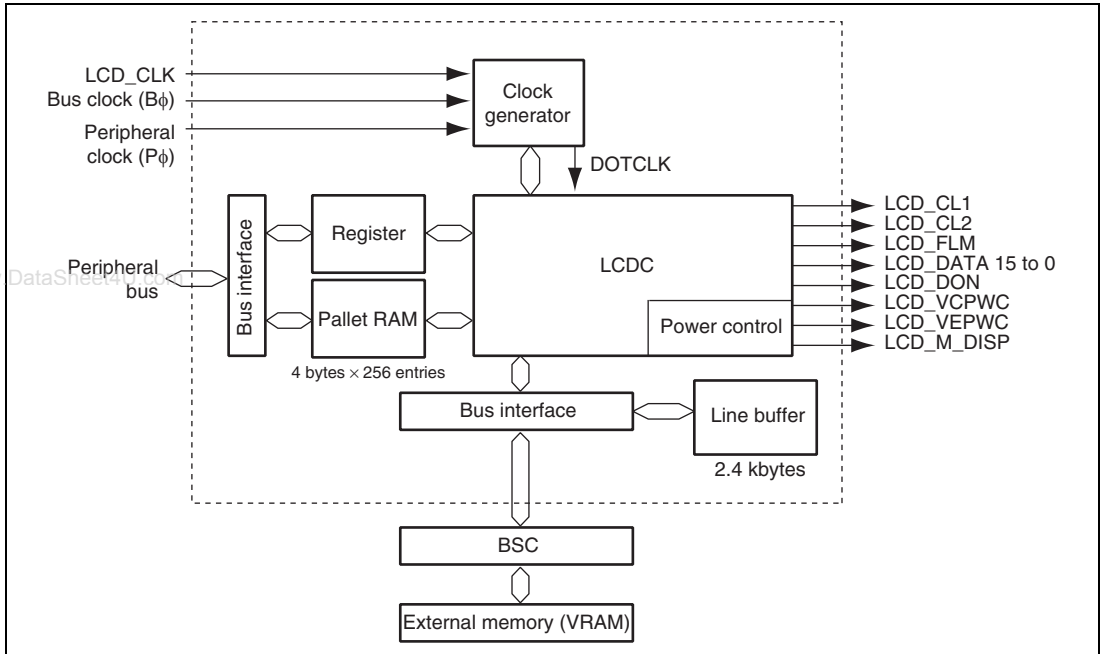 LCD_CLK
Bus clock (Bϕ)
Peripheral
clock (Pϕ)
Clock
generator
DOTCLK
Bus interface
Register
Pallet RAM
4 bytes × 256 entries
Peripheral
bus
DataSheet4U.com
LCDC
Power control
LCD_CL1
LCD_CL2
LCD_FLM
LCD_DATA 15 to 0
LCD_DON
LCD_VCPWC
LCD_VEPWC
LCD_M_DISP
Bus interface
Line buffer
2.4 kbytes
BSC
External memory (VRAM)